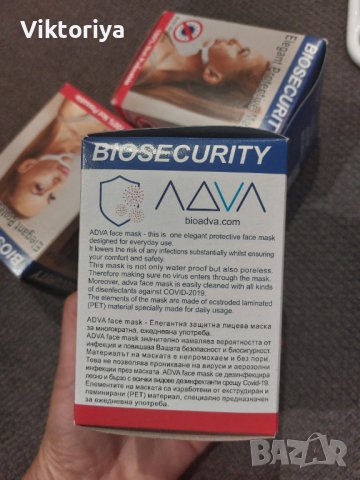 Viktoriya
Elegant Protective
BIOSECURITY
BIOSECURITY
Elegant
BIOSECURITY
ADVA
bioadva.com
ADVA face mask - this is one elegant protective face mask
designed for everyday use.
It lowers the risk of any infections substantially whilst ensuring
your comfort and safety.
This mask is not only water proof but also poreless.
Therefore making sure no virus enters through the mask.
Moreover, adva face mask is easily cleaned with all kinds
of disenfectants against COVID-2019.
The elements of the mask are made of ecstroded laminated
(PET) material specially made for daily usage.
ADVA face mask - Елегантна защитна лицева маска
за многократна, ежедневна употреба.
ADVA face mask значително намалява вероятността от
инфекция и повишава Вашата безопасност и биосигурност.
Материалът на маската е непромокаем и без пори.
Това не позволява проникване на вируси и аерозолни
инфекции през маската. ADVA face mask се дезинфекцира
лесно и бързо с всички видове дезинфектанти срещу Covid-19.
Елементите на маската са изработени от екструдиран и
ламиниран (PET) материал, специално предназначен
за ежедневна употреба.
BAZAR